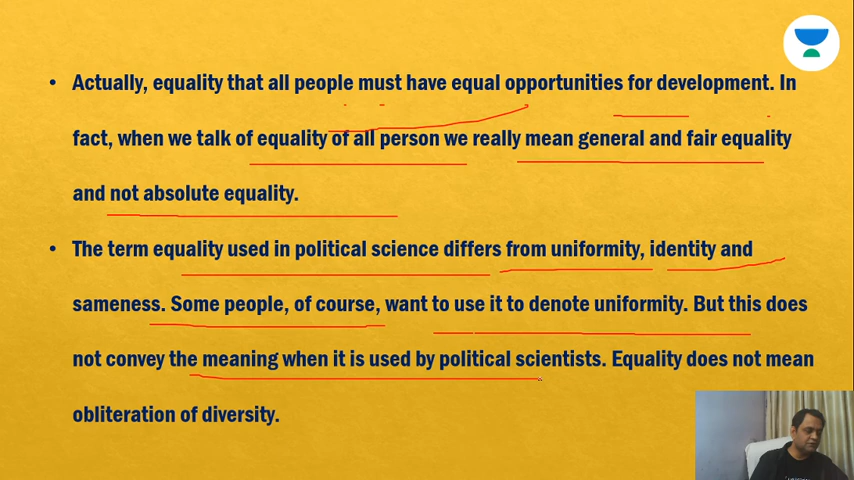 • Actually, equality that all people must have equal opportunities for development. In
fact, when we talk of equality of all person we really mean general and fair equality
and not absolute equality.
• The term equality used in political science differs from uniformity, identity and
sameness. Some people, of course, want to use it to denote uniformity. But this does
not convey the meaning when it is used by political scientists. Equality does not mean
obliteration of diversity.